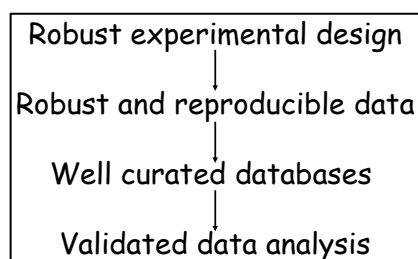 Robust experimental design
Robust and reproducible data
Well curated databases
Validated data analysis